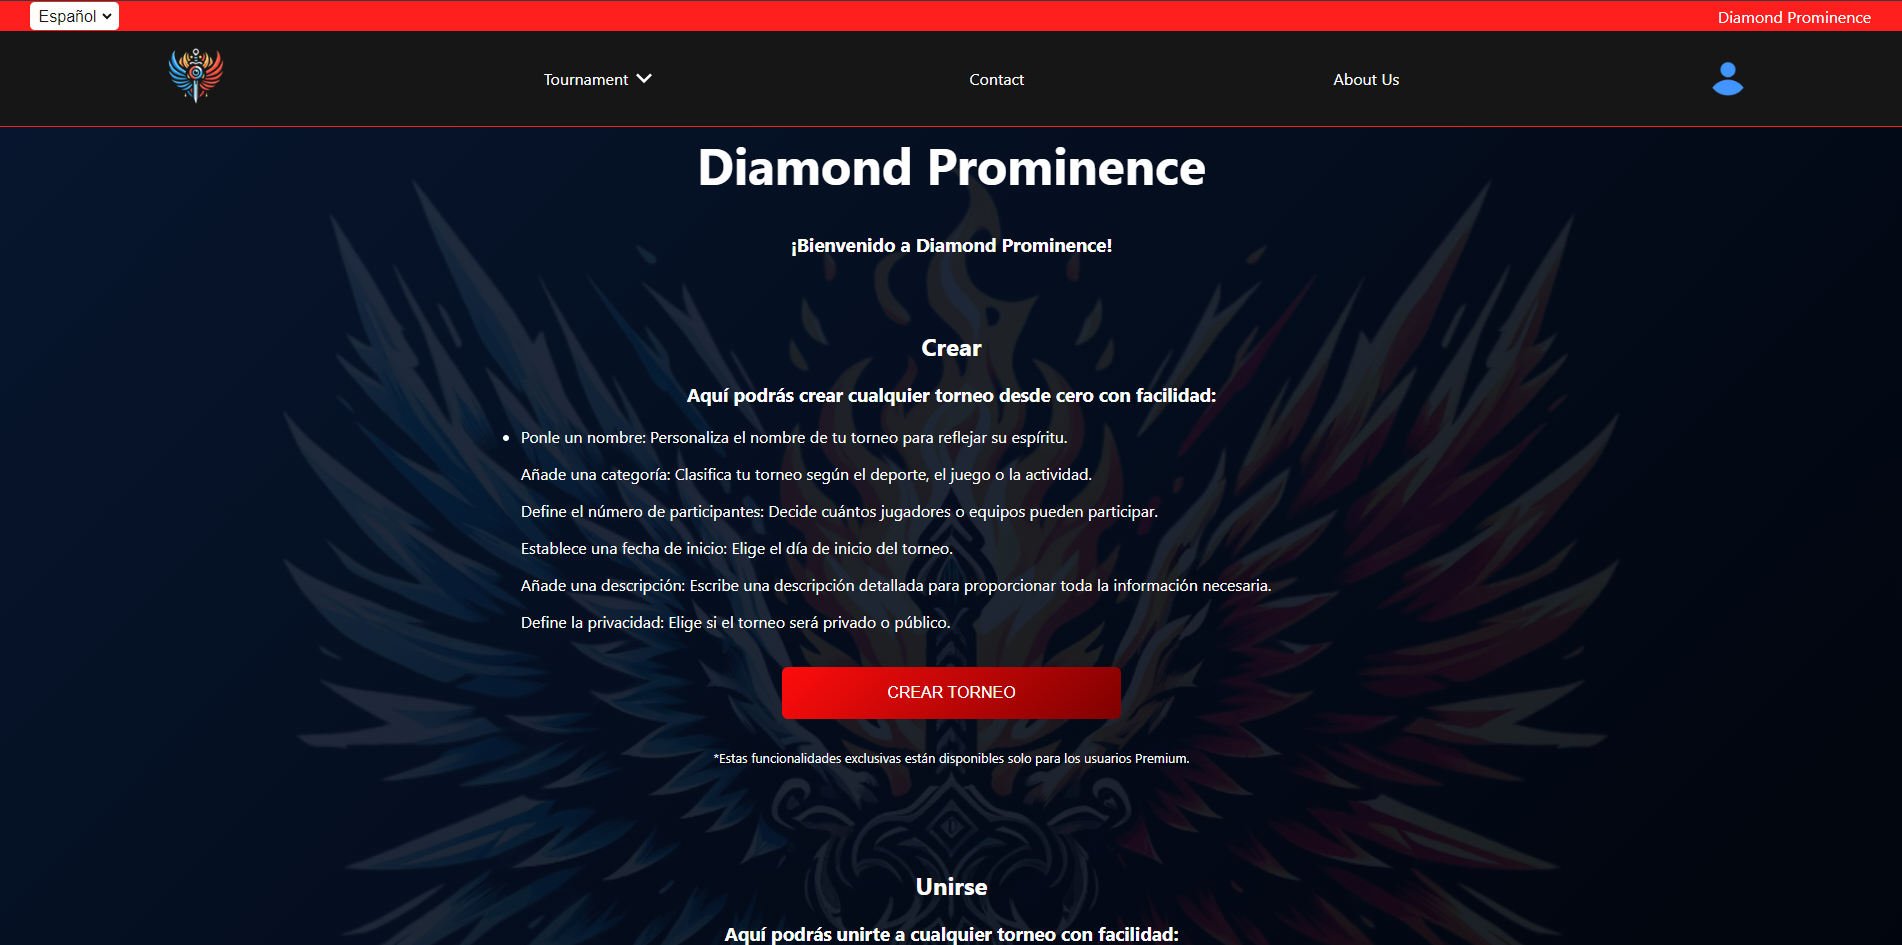 Español
Diamond Prominence
Tournament
Contact
About Us
Diamond Prominence
¡Bienvenido a Diamond Prominence!
Crear
Aquí podrás crear cualquier torneo desde cero con facilidad:
Ponle un nombre: Personaliza el nombre de tu torneo para reflejar su espíritu.
Añade una categoría: Clasifica tu torneo según el deporte, el juego o la actividad.
Define el número de participantes: Decide cuántos jugadores o equipos pueden participar.
Establece una fecha de inicio: Elige el día de inicio del torneo.
Añade una descripción: Escribe una descripción detallada para proporcionar toda la información necesaria.
Define la privacidad: Elige si el torneo será privado o público.
CREAR TORNEO
*Estas funcionalidades exclusivas están disponibles solo para los usuarios Premium.
Unirse
Aquí podrás unirte a cualquier torneo con facilidad: